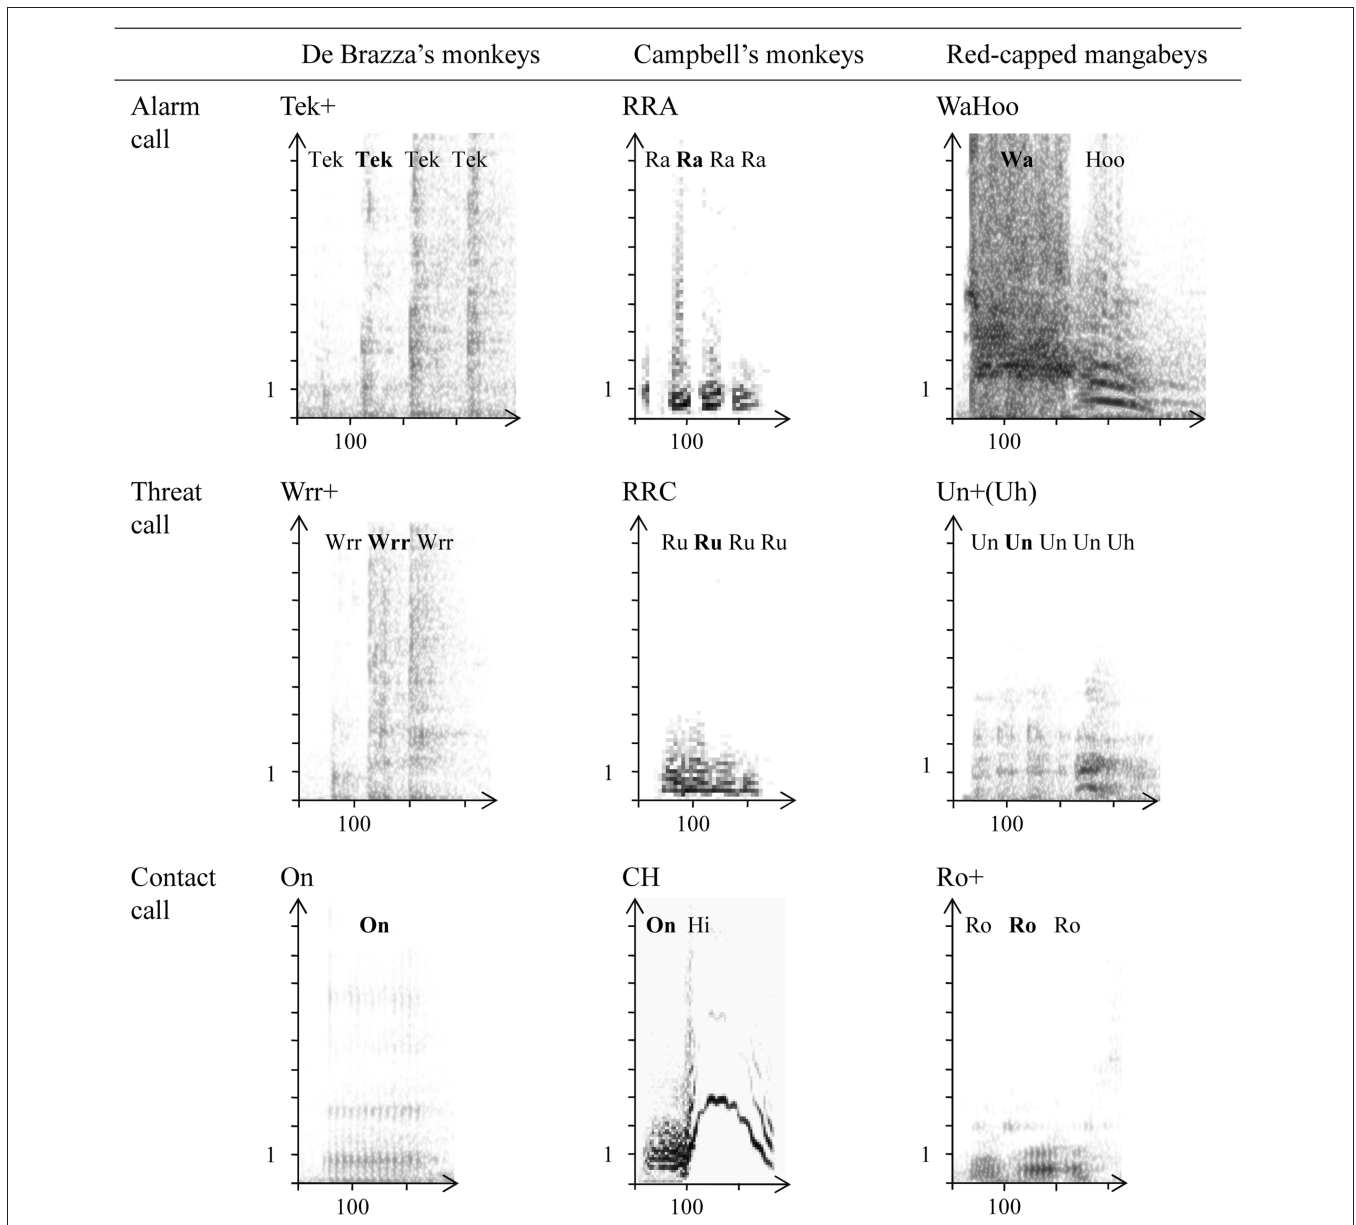 De Brazza’s monkeys Campbell’s monkeys Red-capped mangabeys
Alarm call
Tek+ RRA WaHoo
Tek Tek Tek Tek
Ra Ra Ra Ra
Wa Hoo
1 1 1
100 100 100
Threat call
Wrr+ RRC Un+(Uh)
Wrr Wrr Wrr
Ru Ru Ru Ru
Un Un Un Un Uh
1 1 1
100 100 100
Contact call
On CH Ro+
On
On Hi
Ro Ro Ro
1 1 1
100 100 100